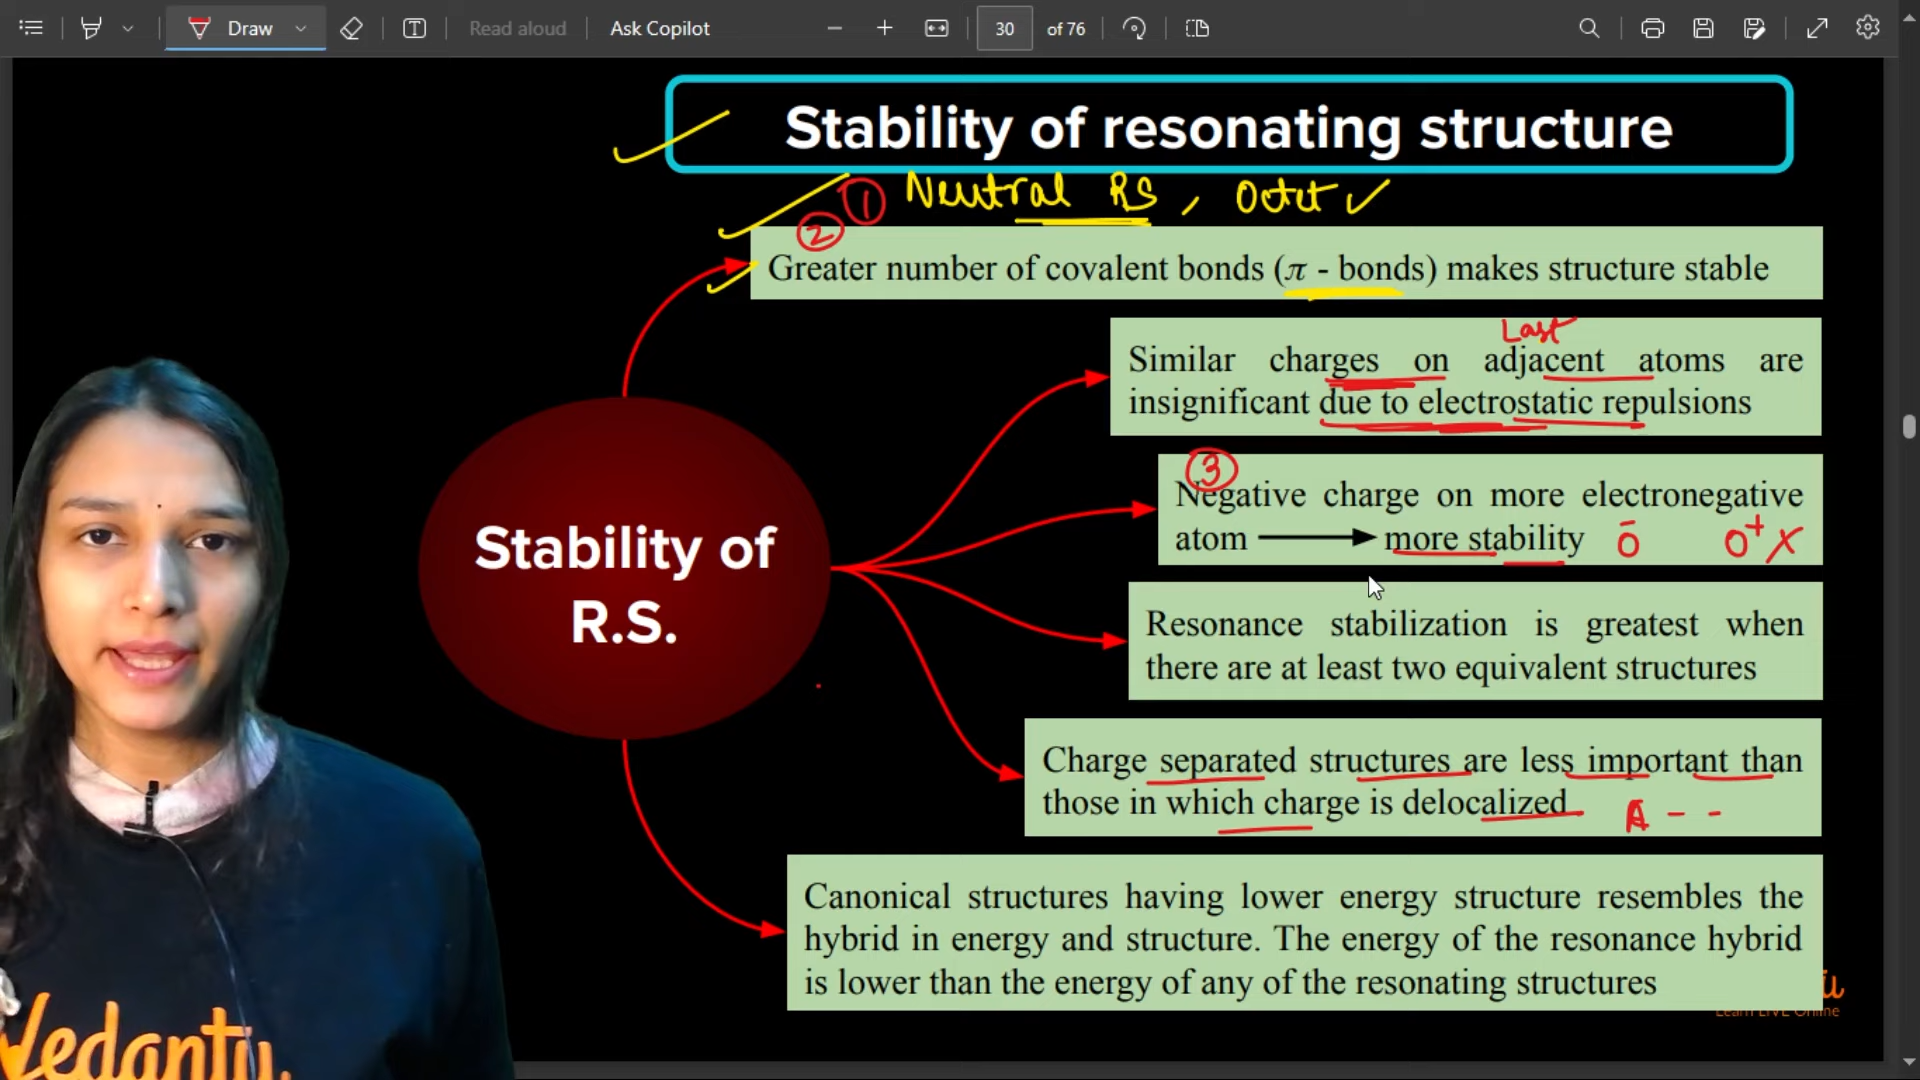 Draw
Read aloud
Ask Copilot
30
of 76
Stability of resonating structure
① Neutral RS, Octet ✓
②
Greater number of covalent bonds (π - bonds) makes structure stable
Last
Similar charges on adjacent atoms are
insignificant due to electrostatic repulsions
③
Negative charge on more electronegative
atom → more stability ō O⁺ X
Stability of
R.S.
Resonance stabilization is greatest when
there are at least two equivalent structures
Charge separated structures are less important than
those in which charge is delocalized
Canonical structures having lower energy structure resembles the
hybrid in energy and structure. The energy of the resonance hybrid
is lower than the energy of any of the resonating structures
Learn LIVE Online
Vedantu